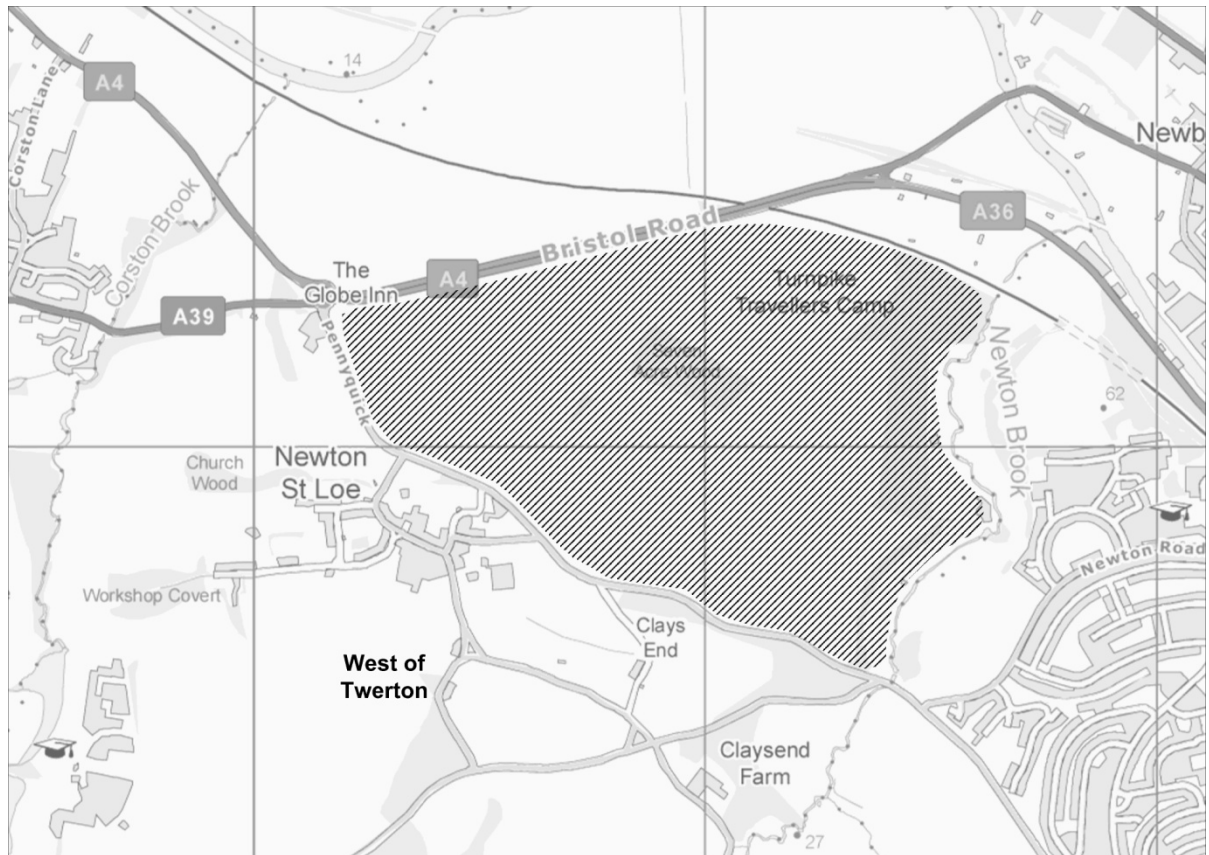 14
A4
Corston Lane
Newb
Corston Brook
A36
Bristol Road
The
Globe Inn
A4
Turnpike
Travellers Camp
A39
Pennyquick
Seven
Acre Wood
Newton Brook
62
Newton
St Loe
Church
Wood
Newton Road
Workshop Covert
Clays
End
West of
Twerton
Claysend
Farm
27